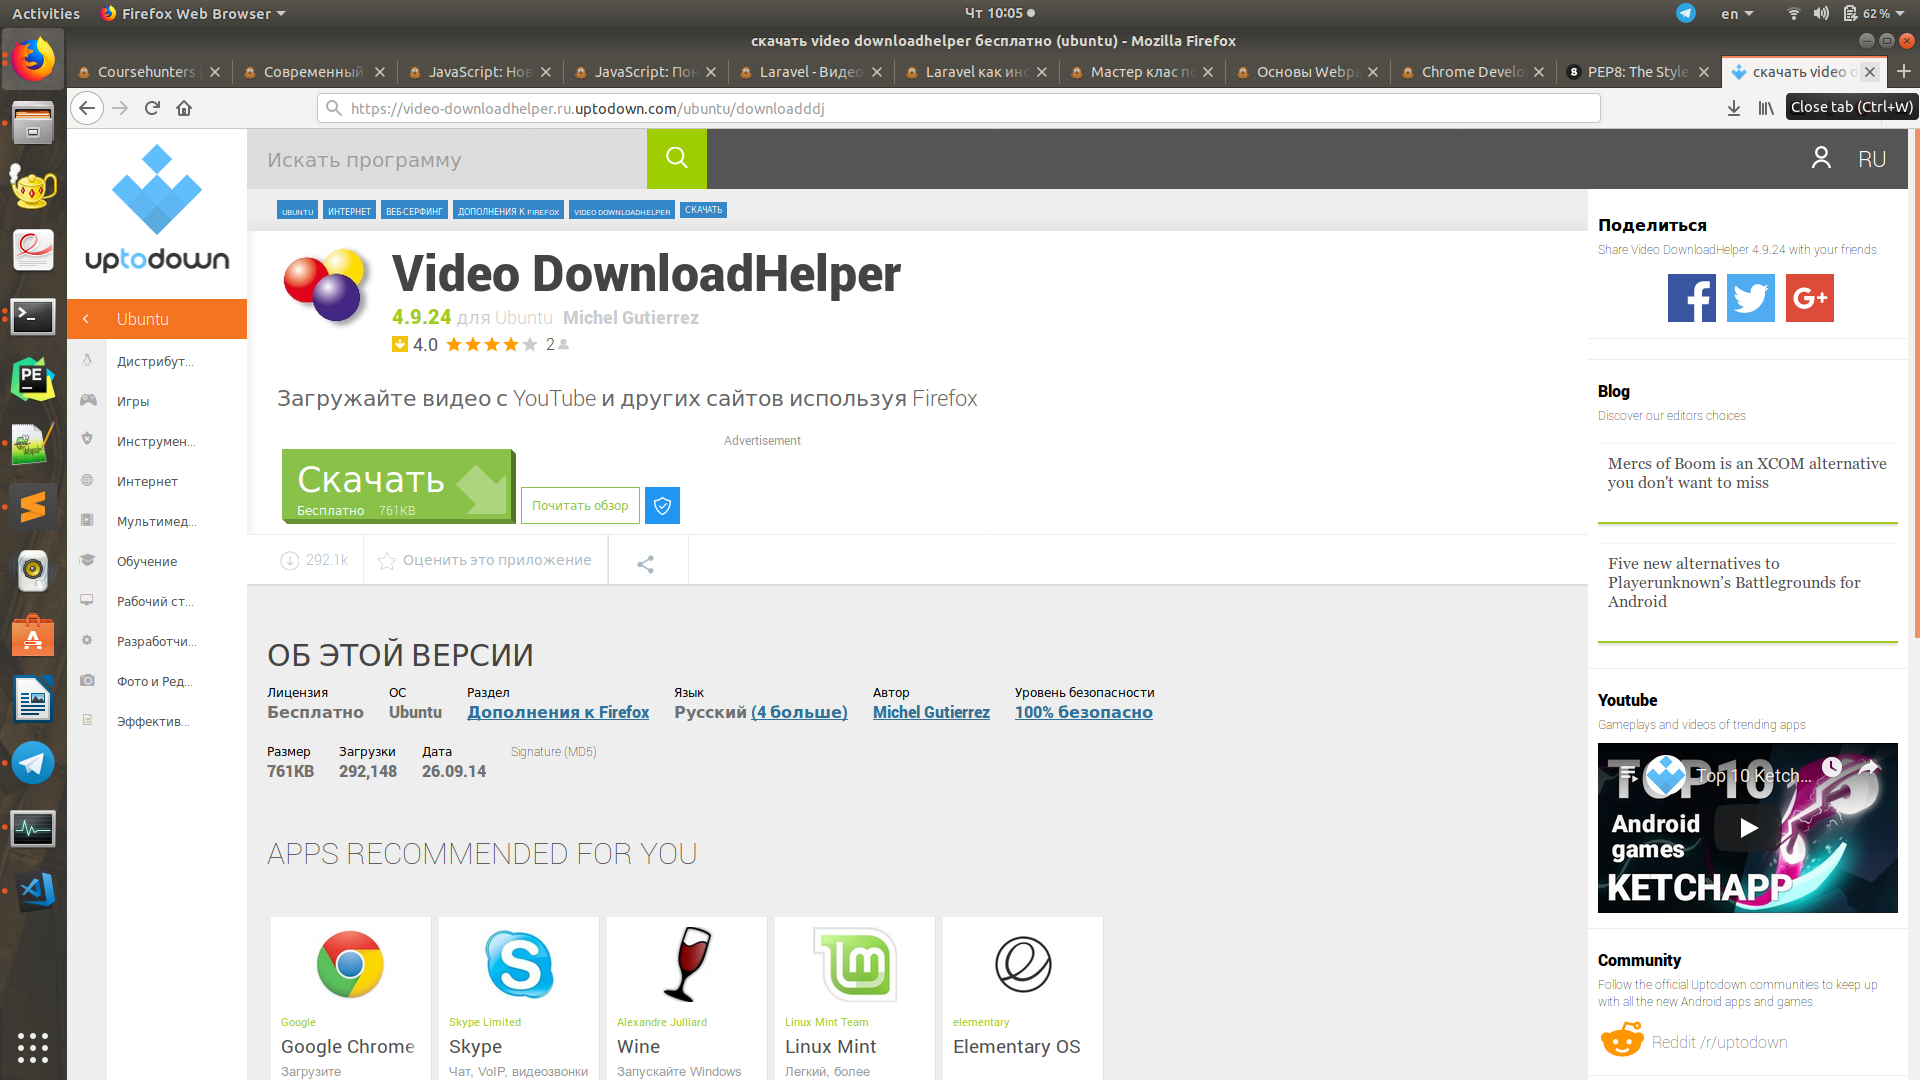 Activities
Firefox Web Browser
Чт 10:05
en
62 %
скачать video downloadhelper бесплатно (ubuntu) - Mozilla Firefox
Coursehunters
Современный
JavaScript: Нов
JavaScript: Пон
Laravel - Видео
Laravel как инс
Мастер клас по
Основы Webpa
Chrome Develo
PEP8: The Style
скачать video d
https://video-downloadhelper.ru.uptodown.com/ubuntu/downloadddj
Close tab (Ctrl+W)
uptodown
Искать программу
RU
UBUNTU
ИНТЕРНЕТ
ВЕБ-СЕРФИНГ
ДОПОЛНЕНИЯ К FIREFOX
VIDEO DOWNLOADHELPER
СКАЧАТЬ
Ubuntu
Дистрибут...
Игры
Инструмен...
Интернет
Мультимед...
Обучение
Рабочий ст...
Разработчи...
Фото и Ред...
Эффектив...
Video DownloadHelper
4.9.24 для Ubuntu Michel Gutierrez
4.0
2
Загружайте видео с YouTube и других сайтов используя Firefox
Advertisement
Скачать
Бесплатно 761KB
Почитать обзор
292.1k
Оценить это приложение
ОБ ЭТОЙ ВЕРСИИ
Лицензия
Бесплатно
ОС
Ubuntu
Раздел
Дополнения к Firefox
Язык
Русский (4 больше)
Автор
Michel Gutierrez
Уровень безопасности
100% безопасно
Размер
761KB
Загрузки
292,148
Дата
26.09.14
Signature (MD5)
APPS RECOMMENDED FOR YOU
Google
Google Chrome
Загрузите
Skype Limited
Skype
Чат, VoIP, видеозвонки
Alexandre Julliard
Wine
Запускайте Windows
Linux Mint Team
Linux Mint
Легкий, более
elementary
Elementary OS
Поделиться
Share Video DownloadHelper 4.9.24 with your friends
Blog
Discover our editors choices
Mercs of Boom is an XCOM alternative
you don't want to miss
Five new alternatives to
Playerunknown’s Battlegrounds for
Android
Youtube
Gameplays and videos of trending apps
TOP10
Top 10 Ketch...
Android
games
KETCHAPP
Community
Follow the official Uptodown communities to keep up
with all the new Android apps and games
Reddit /r/uptodown